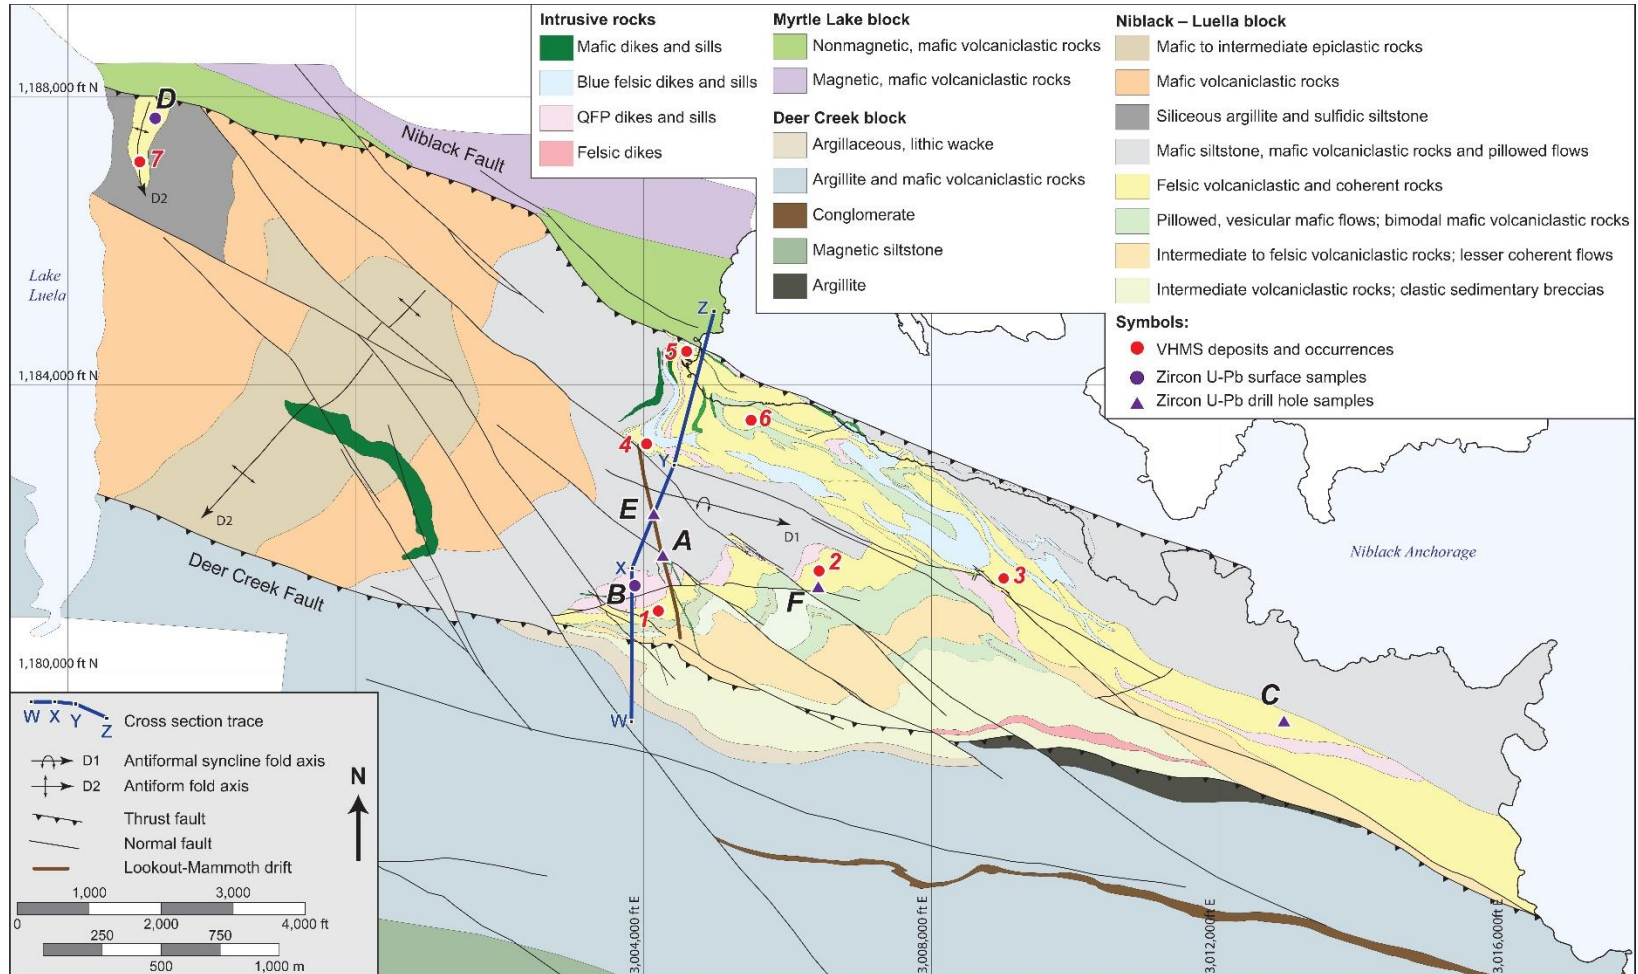 Intrusive rocks
Mafic dikes and sills
Blue felsic dikes and sills
QFP dikes and sills
Felsic dikes
Myrtle Lake block
Nonmagnetic, mafic volcaniclastic rocks
Magnetic, mafic volcaniclastic rocks
Deer Creek block
Argillaceous, lithic wacke
Argillite and mafic volcaniclastic rocks
Conglomerate
Magnetic siltstone
Argillite
Niblack – Luella block
Mafic to intermediate epiclastic rocks
Mafic volcaniclastic rocks
Siliceous argillite and sulfidic siltstone
Mafic siltstone, mafic volcaniclastic rocks and pillowed flows
Felsic volcaniclastic and coherent rocks
Pillowed, vesicular mafic flows; bimodal mafic volcaniclastic rocks
Intermediate to felsic volcaniclastic rocks; lesser coherent flows
Intermediate volcaniclastic rocks; clastic sedimentary breccias
Symbols:
VHMS deposits and occurrences
Zircon U-Pb surface samples
Zircon U-Pb drill hole samples
1,188,000 ft N
D
7
D2
Niblack Fault
Lake
Luela
Z
5
1,184,000 ft N
6
4
Y
E
D1
D2
A
X
2
3
Niblack Anchorage
Deer Creek Fault
B
F
1
1,180,000 ft N
C
W
W X Y Z
Cross section trace
D1
Antiformal syncline fold axis
D2
Antiform fold axis
N
Thrust fault
Normal fault
Lookout-Mammoth drift
1,000
3,000
0
2,000
4,000 ft
250
750
500
1,000 m
3,004,000 ft E
3,008,000 ft E
3,012,000 ft E
3,016,000 ft E